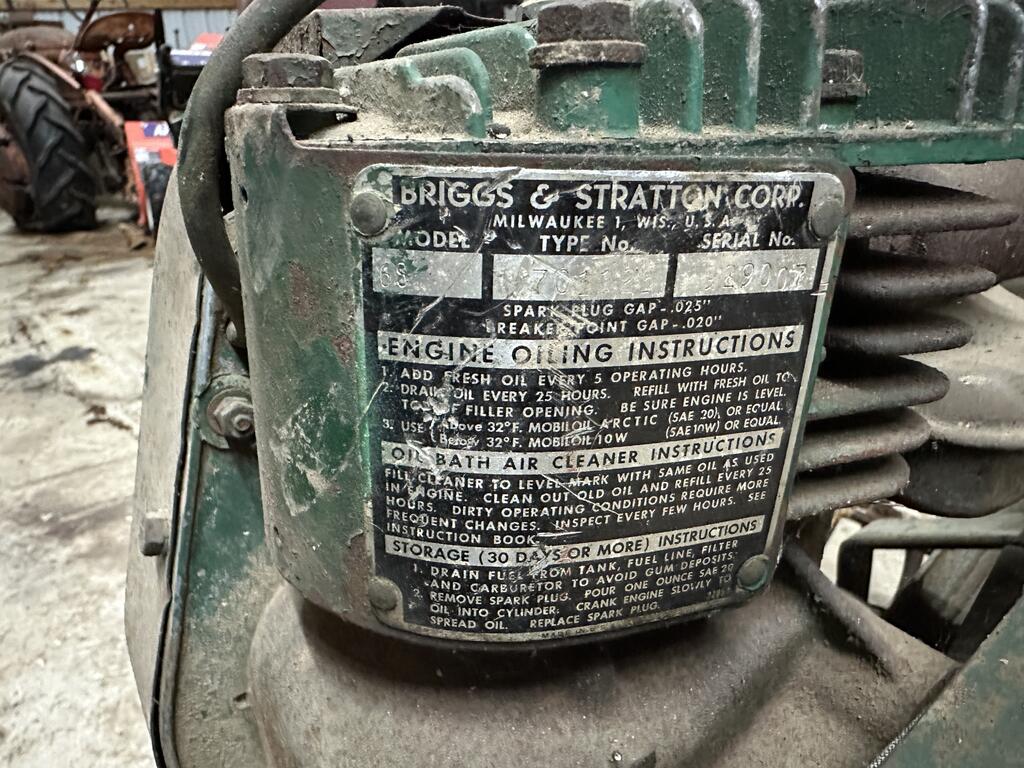 BRIGGS & STRATTON CORP.
MILWAUKEE 1, WIS., U.S.A.
MODEL TYPE No. SERIAL No.
SPARK PLUG GAP-.025"
BREAKER POINT GAP-.020"
ENGINE OILING INSTRUCTIONS
1. ADD FRESH OIL EVERY 5 OPERATING HOURS.
2. DRAIN OIL EVERY 25 HOURS. REFILL WITH FRESH OIL TO
TOP OF FILLER OPENING. BE SURE ENGINE IS LEVEL.
3. USE Above 32°F. MOBILOIL ARCTIC (SAE 20), OR EQUAL.
Below 32°F. MOBILOIL 10W (SAE 10W) OR EQUAL.
OIL BATH AIR CLEANER INSTRUCTIONS
FILL CLEANER TO LEVEL MARK WITH SAME OIL AS USED
IN ENGINE. CLEAN OUT OLD OIL AND REFILL EVERY 25
HOURS. DIRTY OPERATING CONDITIONS REQUIRE MORE
FREQUENT CHANGES. INSPECT EVERY FEW HOURS. SEE
INSTRUCTION BOOK.
STORAGE (30 DAYS OR MORE) INSTRUCTIONS
1. DRAIN FUEL FROM TANK, FUEL LINE, FILTER
AND CARBURETOR TO AVOID GUM DEPOSITS.
2. REMOVE SPARK PLUG. POUR ONE OUNCE SAE 20
OIL INTO CYLINDER. CRANK ENGINE SLOWLY TO
SPREAD OIL. REPLACE SPARK PLUG.
MADE IN